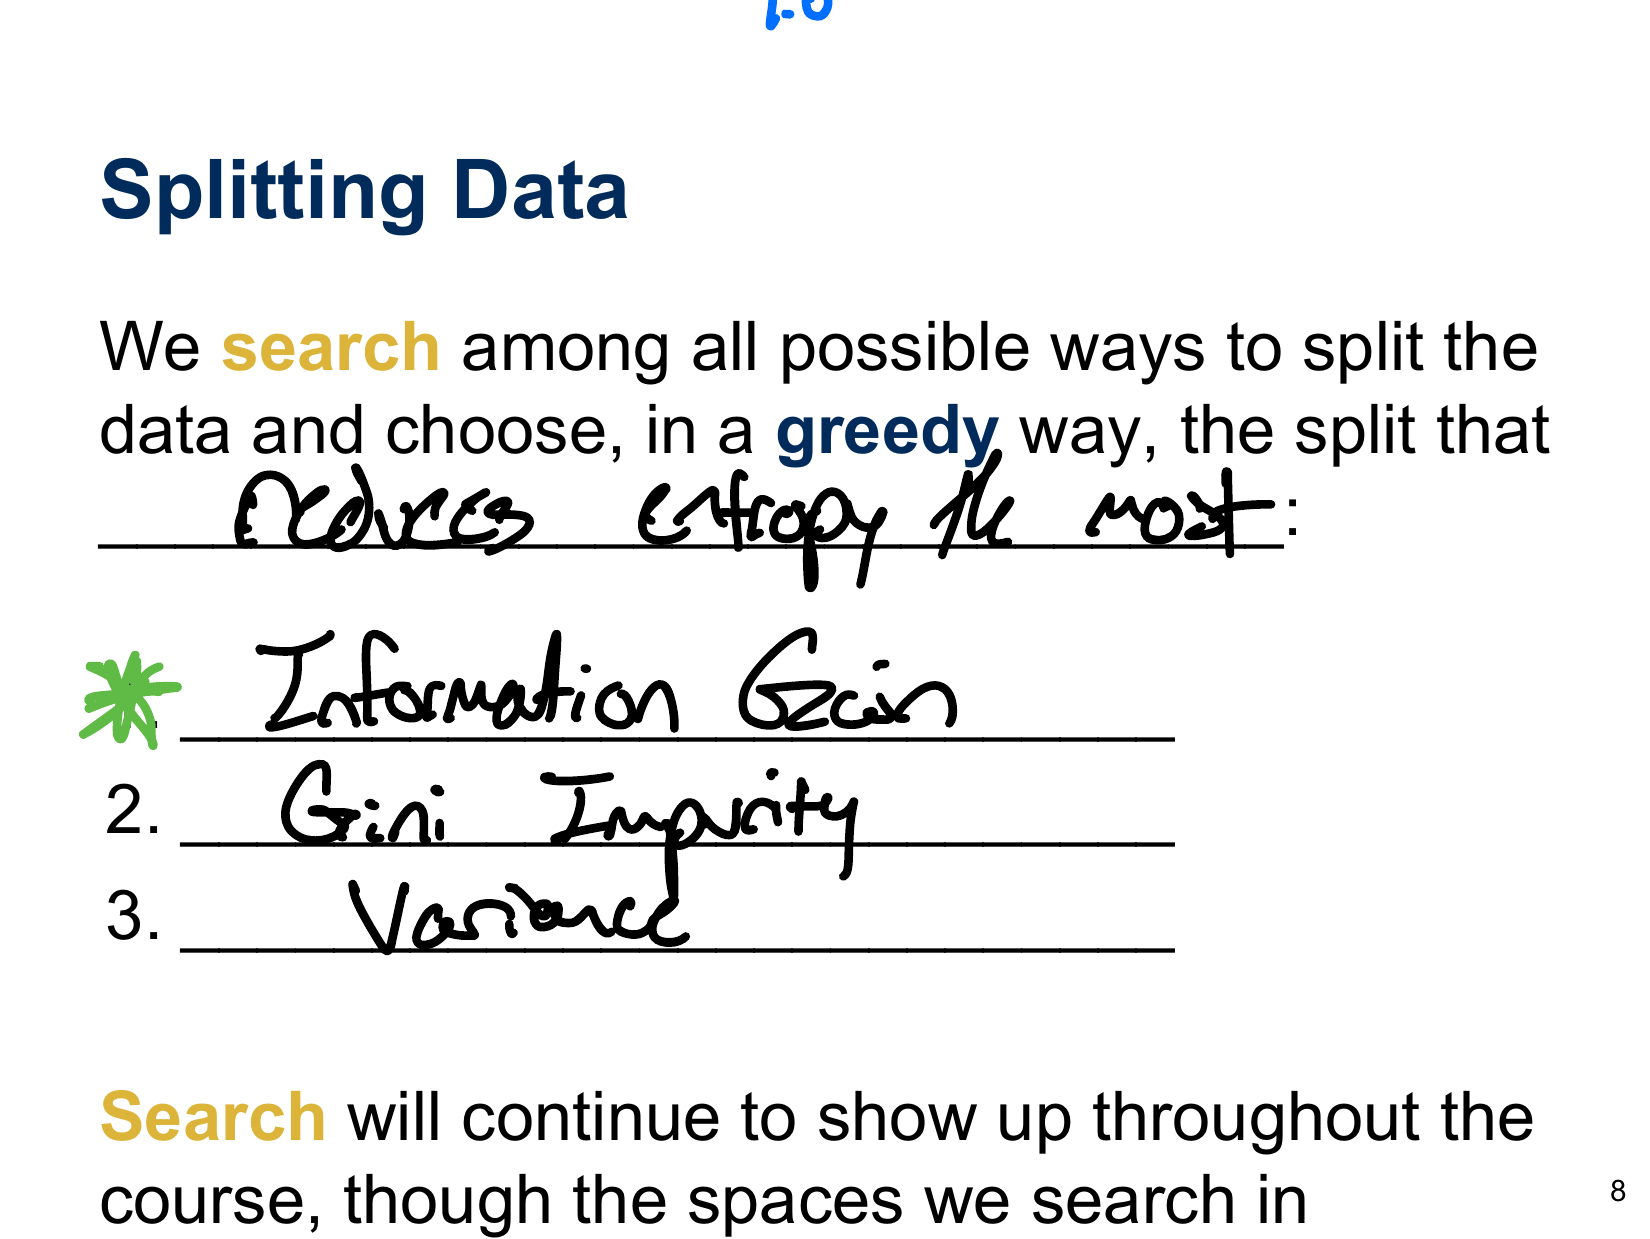 Splitting Data
We search among all possible ways to split the
data and choose, in a greedy way, the split that
reduces entropy the most:
Information Gain
2. Gini Impurity
3. Variance
Search will continue to show up throughout the
course, though the spaces we search in
8